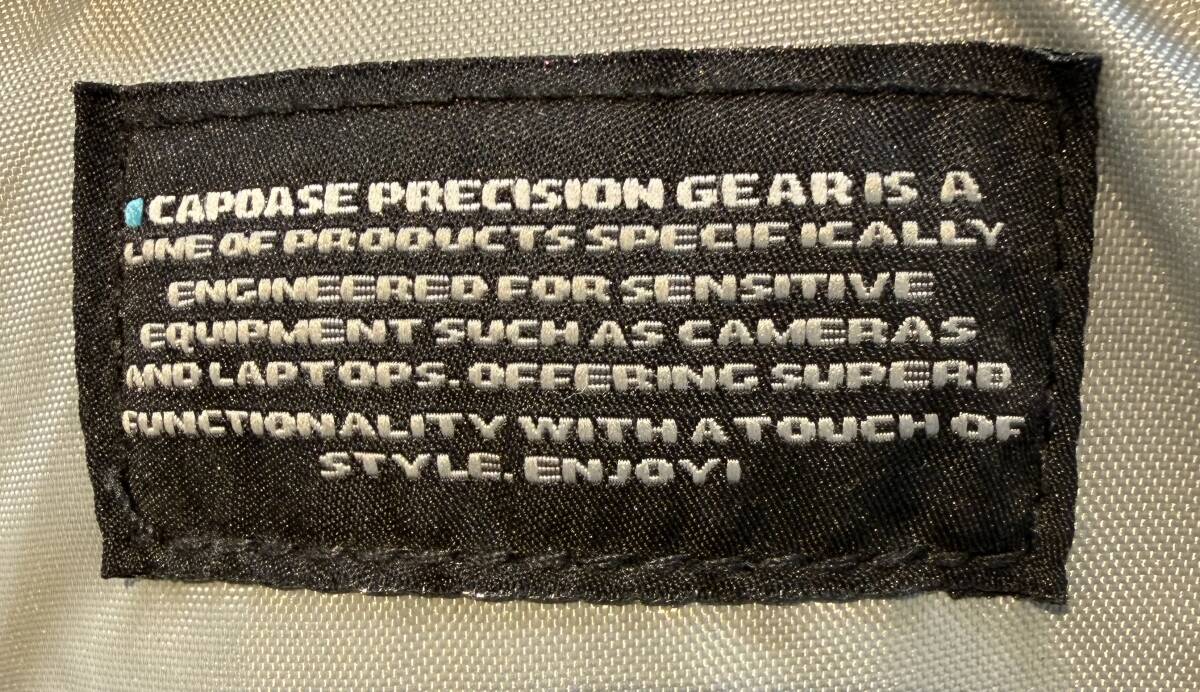 CAPOASE PRECISION GEAR IS A
LINE OF PRODUCTS SPECIFICALLY
ENGINEERED FOR SENSITIVE
EQUIPMENT SUCH AS CAMERAS
AND LAPTOPS. OFFERING SUPERB
FUNCTIONALITY WITH A TOUCH OF
STYLE. ENJOY!